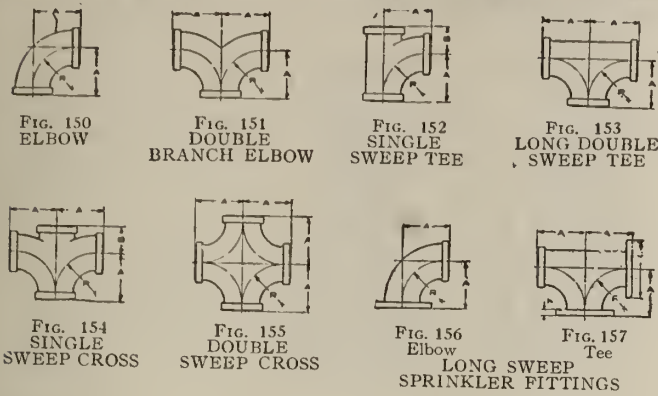 A
A
R
FIG. 150
ELBOW
A
A
A
R
FIG. 151
DOUBLE
BRANCH ELBOW
A
B
A
R
FIG. 152
SINGLE
SWEEP TEE
A
A
A
R
FIG. 153
LONG DOUBLE
SWEEP TEE
A
A
B
A
R
FIG. 154
SINGLE
SWEEP CROSS
A
A
A
A
R
FIG. 155
DOUBLE
SWEEP CROSS
A
A
R
FIG. 156
Elbow
A
A
A
R
FIG. 157
Tee
LONG SWEEP
SPRINKLER FITTINGS